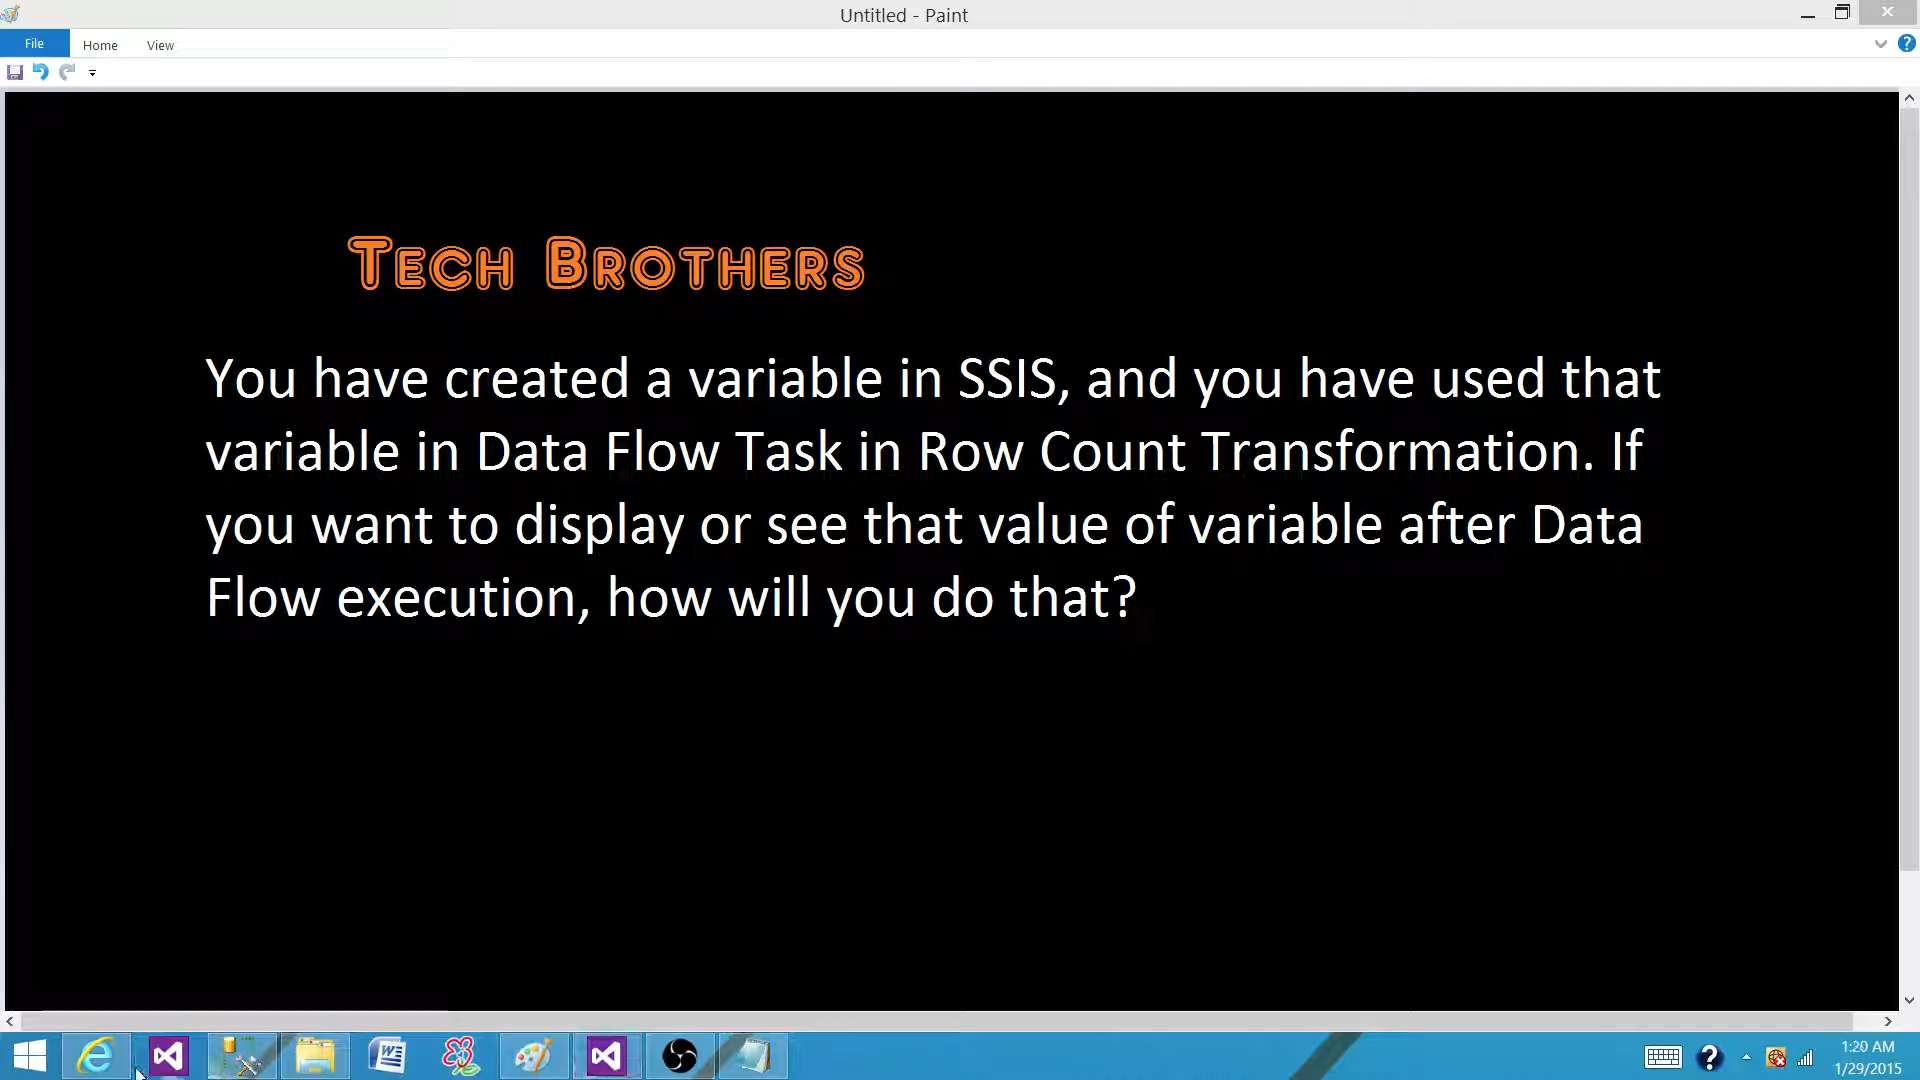 Untitled - Paint
File Home View
Tech Brothers
You have created a variable in SSIS, and you have used that
variable in Data Flow Task in Row Count Transformation. If
you want to display or see that value of variable after Data
Flow execution, how will you do that?
1:20 AM
1/29/2015